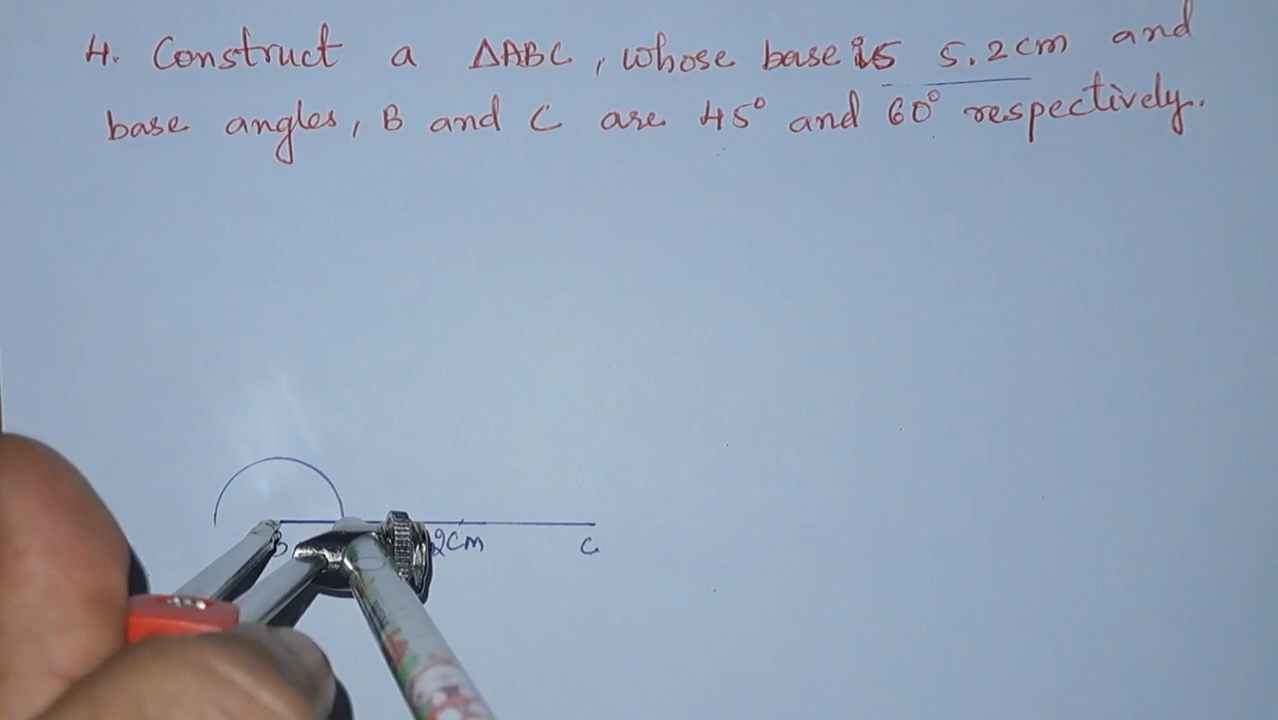 4. Construct a ΔABC, whose base is 5.2cm and
base angles, B and C are 45° and 60° respectively.
B 2cm C